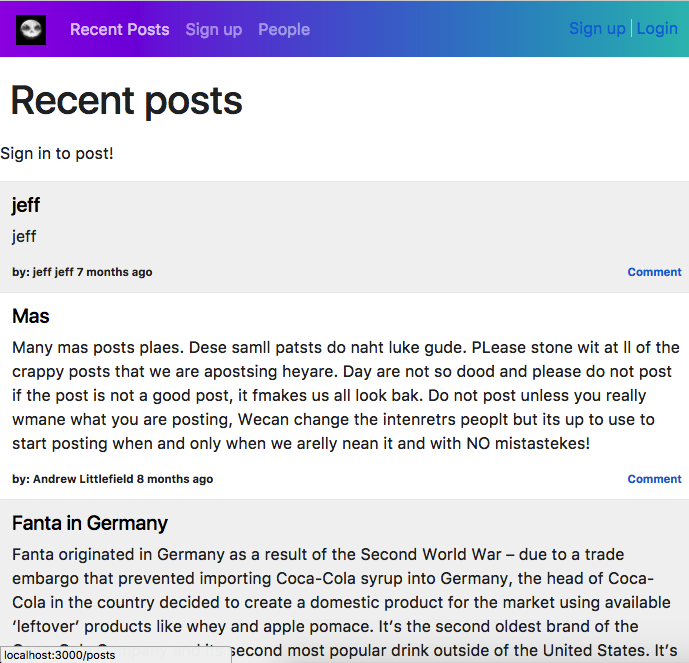 Recent Posts Sign up People Sign up Login
Recent posts
Sign in to post!
jeff
jeff
by: jeff jeff 7 months ago Comment
Mas
Many mas posts plaes. Dese samll patsts do naht luke gude. PLease stone wit at ll of the
crappy posts that we are apostsing heyare. Day are not so dood and please do not post
if the post is not a good post, it fmakes us all look bak. Do not post unless you really
wmane what you are posting, Wecan change the intenretrs peoplt but its up to use to
start posting when and only when we arelly nean it and with NO mistastekes!
by: Andrew Littlefield 8 months ago Comment
Fanta in Germany
Fanta originated in Germany as a result of the Second World War – due to a trade
embargo that prevented importing Coca-Cola syrup into Germany, the head of Coca-
Cola in the country decided to create a domestic product for the market using available
‘leftover’ products like whey and apple pomace. It’s the second oldest brand of the
second most popular drink outside of the United States. It’s
localhost:3000/posts